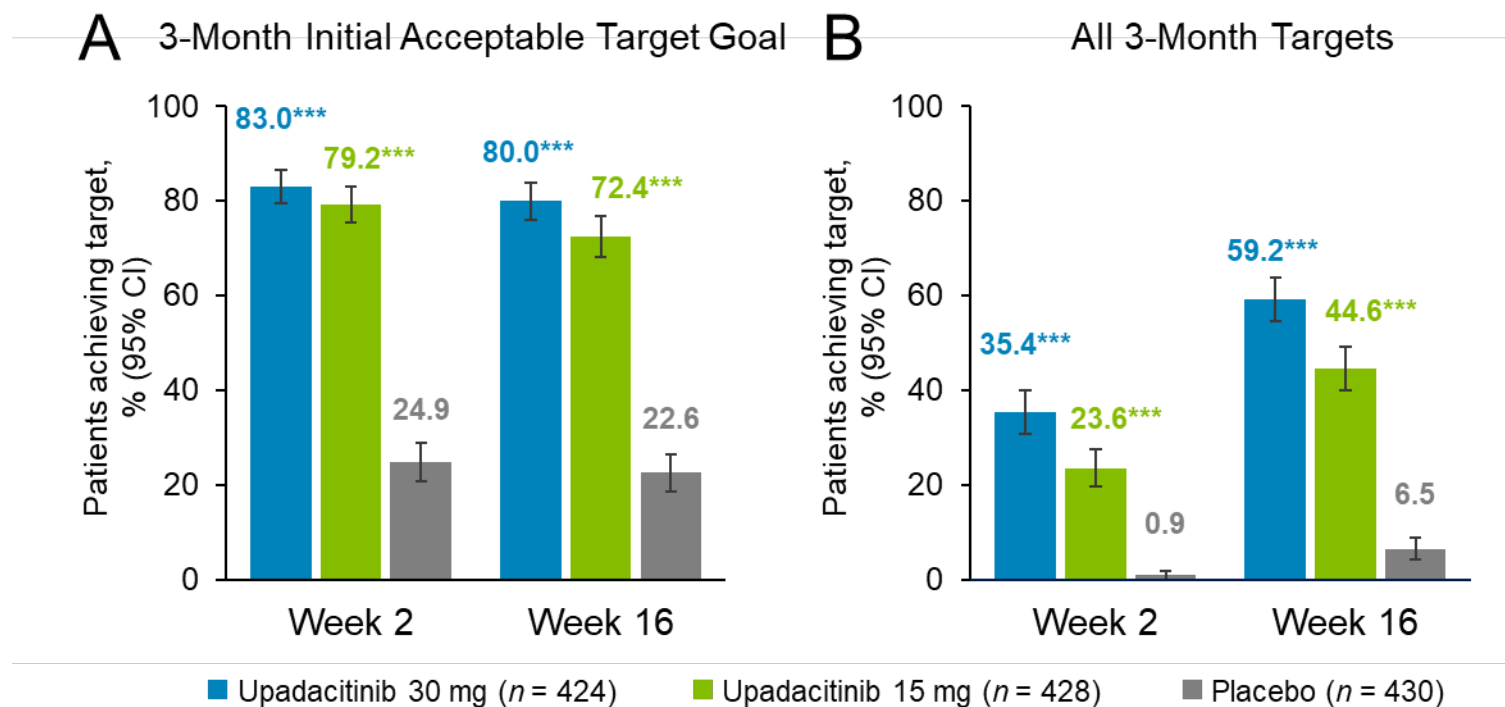 A 3-Month Initial Acceptable Target Goal
Patients achieving target,
% (95% CI)
100
80
60
40
20
0
83.0***
79.2***
24.9
80.0***
72.4***
22.6
Week 2
Week 16
B All 3-Month Targets
Patients achieving target,
% (95% CI)
100
80
60
40
20
0
35.4***
23.6***
0.9
59.2***
44.6***
6.5
Week 2
Week 16
Upadacitinib 30 mg (n = 424)
Upadacitinib 15 mg (n = 428)
Placebo (n = 430)